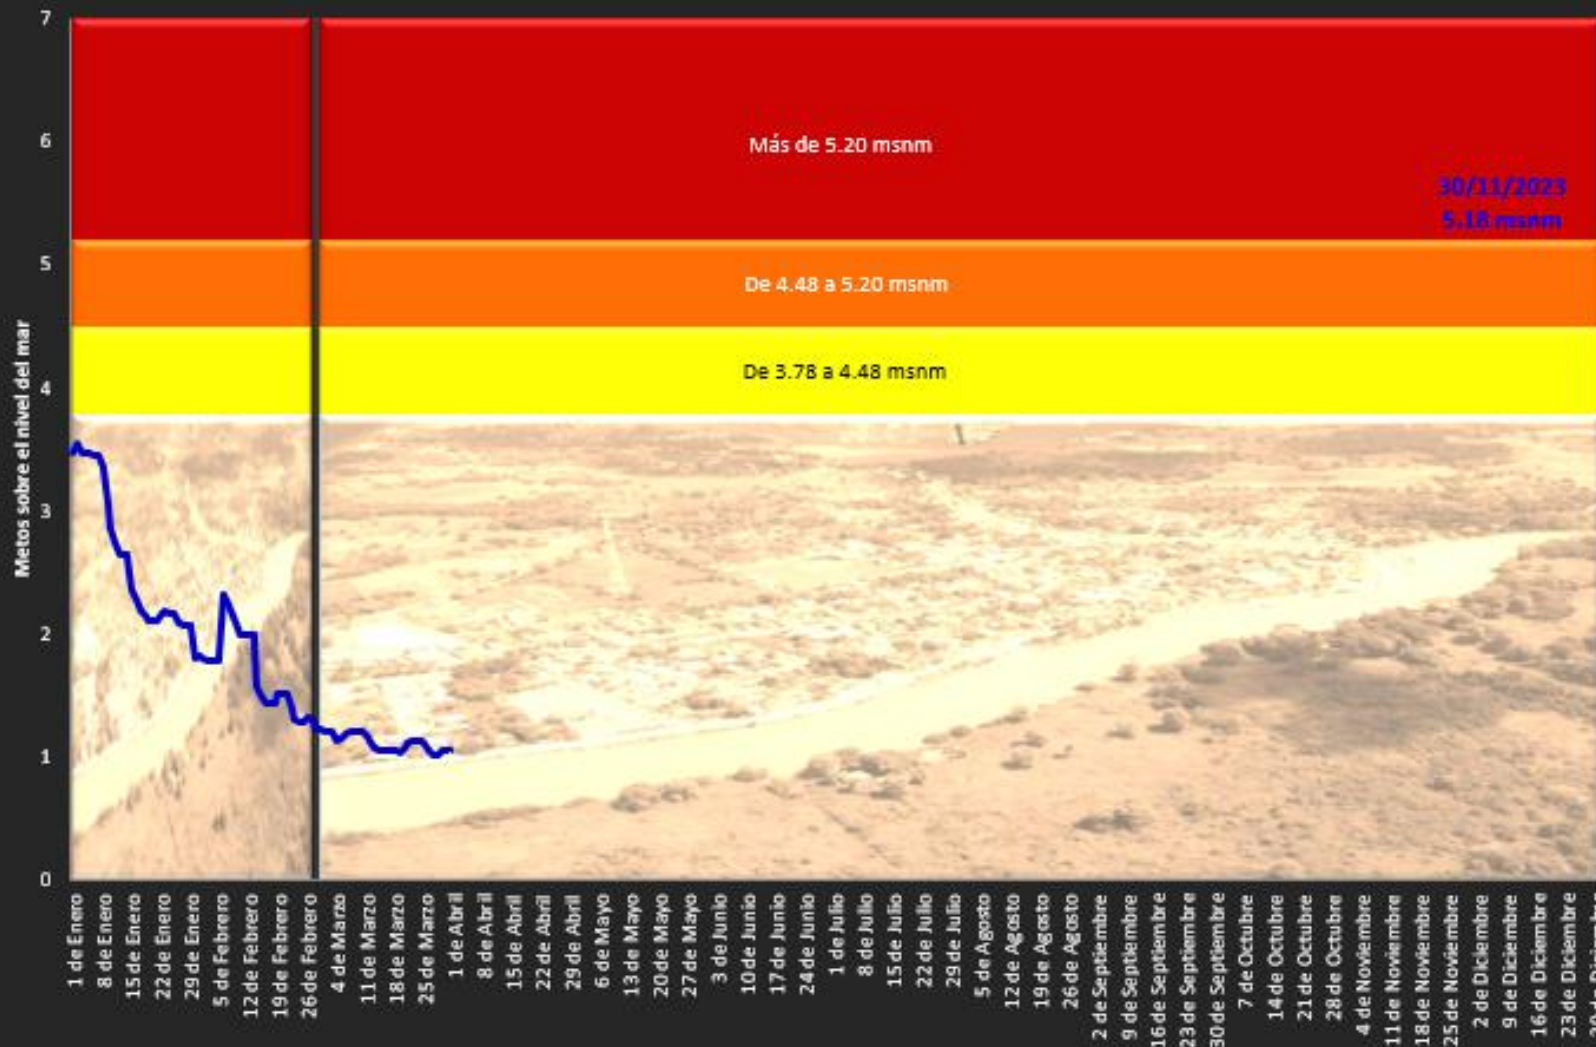 7
6
5
4
3
2
1
0
Metos sobre el nivel del mar
Más de 5.20 msnm
30/11/2023
5.18 msnm
De 4.48 a 5.20 msnm
De 3.78 a 4.48 msnm
1 de Enero
8 de Enero
15 de Enero
22 de Enero
29 de Enero
5 de Febrero
12 de Febrero
19 de Febrero
26 de Febrero
4 de Marzo
11 de Marzo
18 de Marzo
25 de Marzo
1 de Abril
8 de Abril
15 de Abril
22 de Abril
29 de Abril
6 de Mayo
13 de Mayo
20 de Mayo
27 de Mayo
3 de Junio
10 de Junio
17 de Junio
24 de Junio
1 de Julio
8 de Julio
15 de Julio
22 de Julio
29 de Julio
5 de Agosto
12 de Agosto
19 de Agosto
26 de Agosto
2 de Septiembre
9 de Septiembre
16 de Septiembre
23 de Septiembre
30 de Septiembre
7 de Octubre
14 de Octubre
21 de Octubre
28 de Octubre
4 de Noviembre
11 de Noviembre
18 de Noviembre
25 de Noviembre
2 de Diciembre
9 de Diciembre
16 de Diciembre
23 de Diciembre